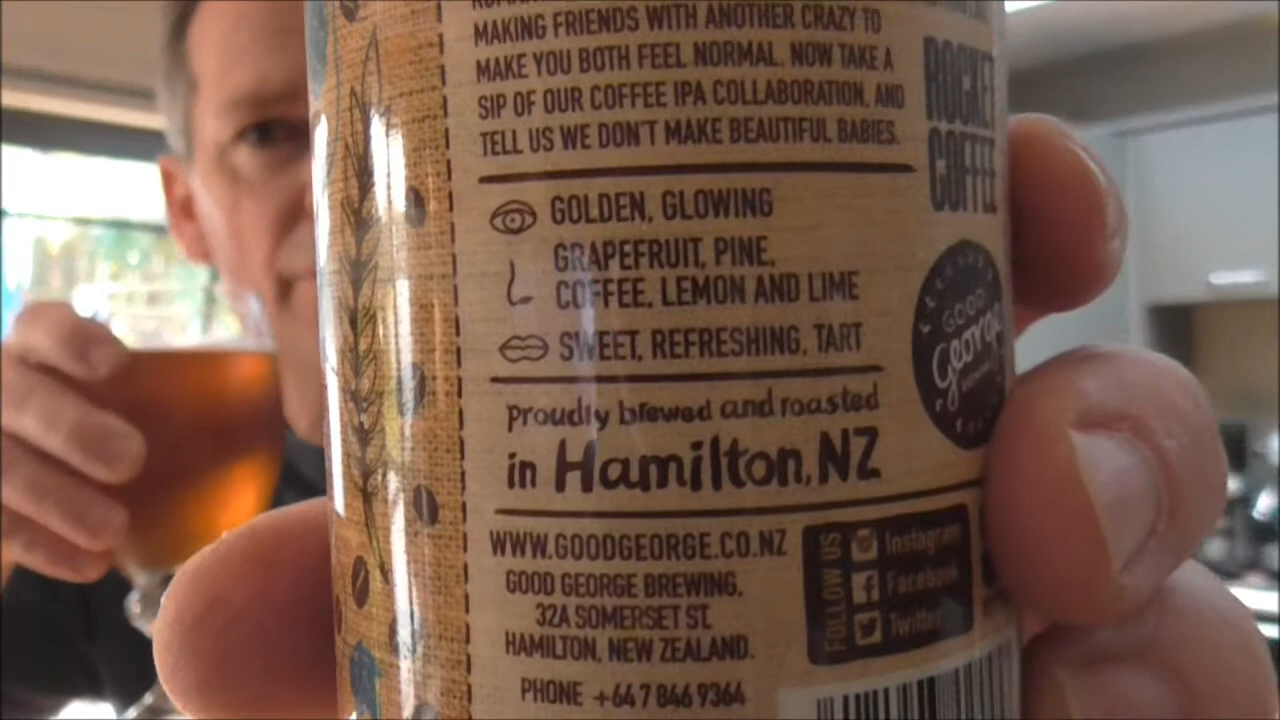 MAKING FRIENDS WITH ANOTHER CRAZY TO
MAKE YOU BOTH FEEL NORMAL. NOW TAKE A
SIP OF OUR COFFEE IPA COLLABORATION, AND
TELL US WE DON'T MAKE BEAUTIFUL BABIES.
ROCKET
COFFEE
GOLDEN, GLOWING
GRAPEFRUIT, PINE,
COFFEE, LEMON AND LIME
SWEET, REFRESHING, TART
GOOD
George
proudly brewed and roasted
in Hamilton, NZ
WWW.GOODGEORGE.CO.NZ
GOOD GEORGE BREWING.
32A SOMERSET ST.
HAMILTON, NEW ZEALAND.
PHONE +64 7 846 9364
FOLLOW US
Instagram
Facebook
Twitter